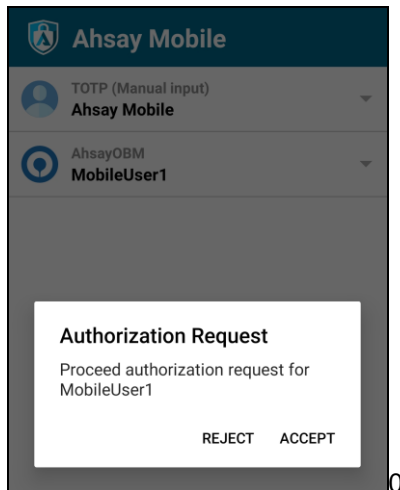 Ahsay Mobile
TOTP (Manual input)
Ahsay Mobile
AhsayOBM
MobileUser1
Authorization Request
Proceed authorization request for
MobileUser1
REJECT ACCEPT